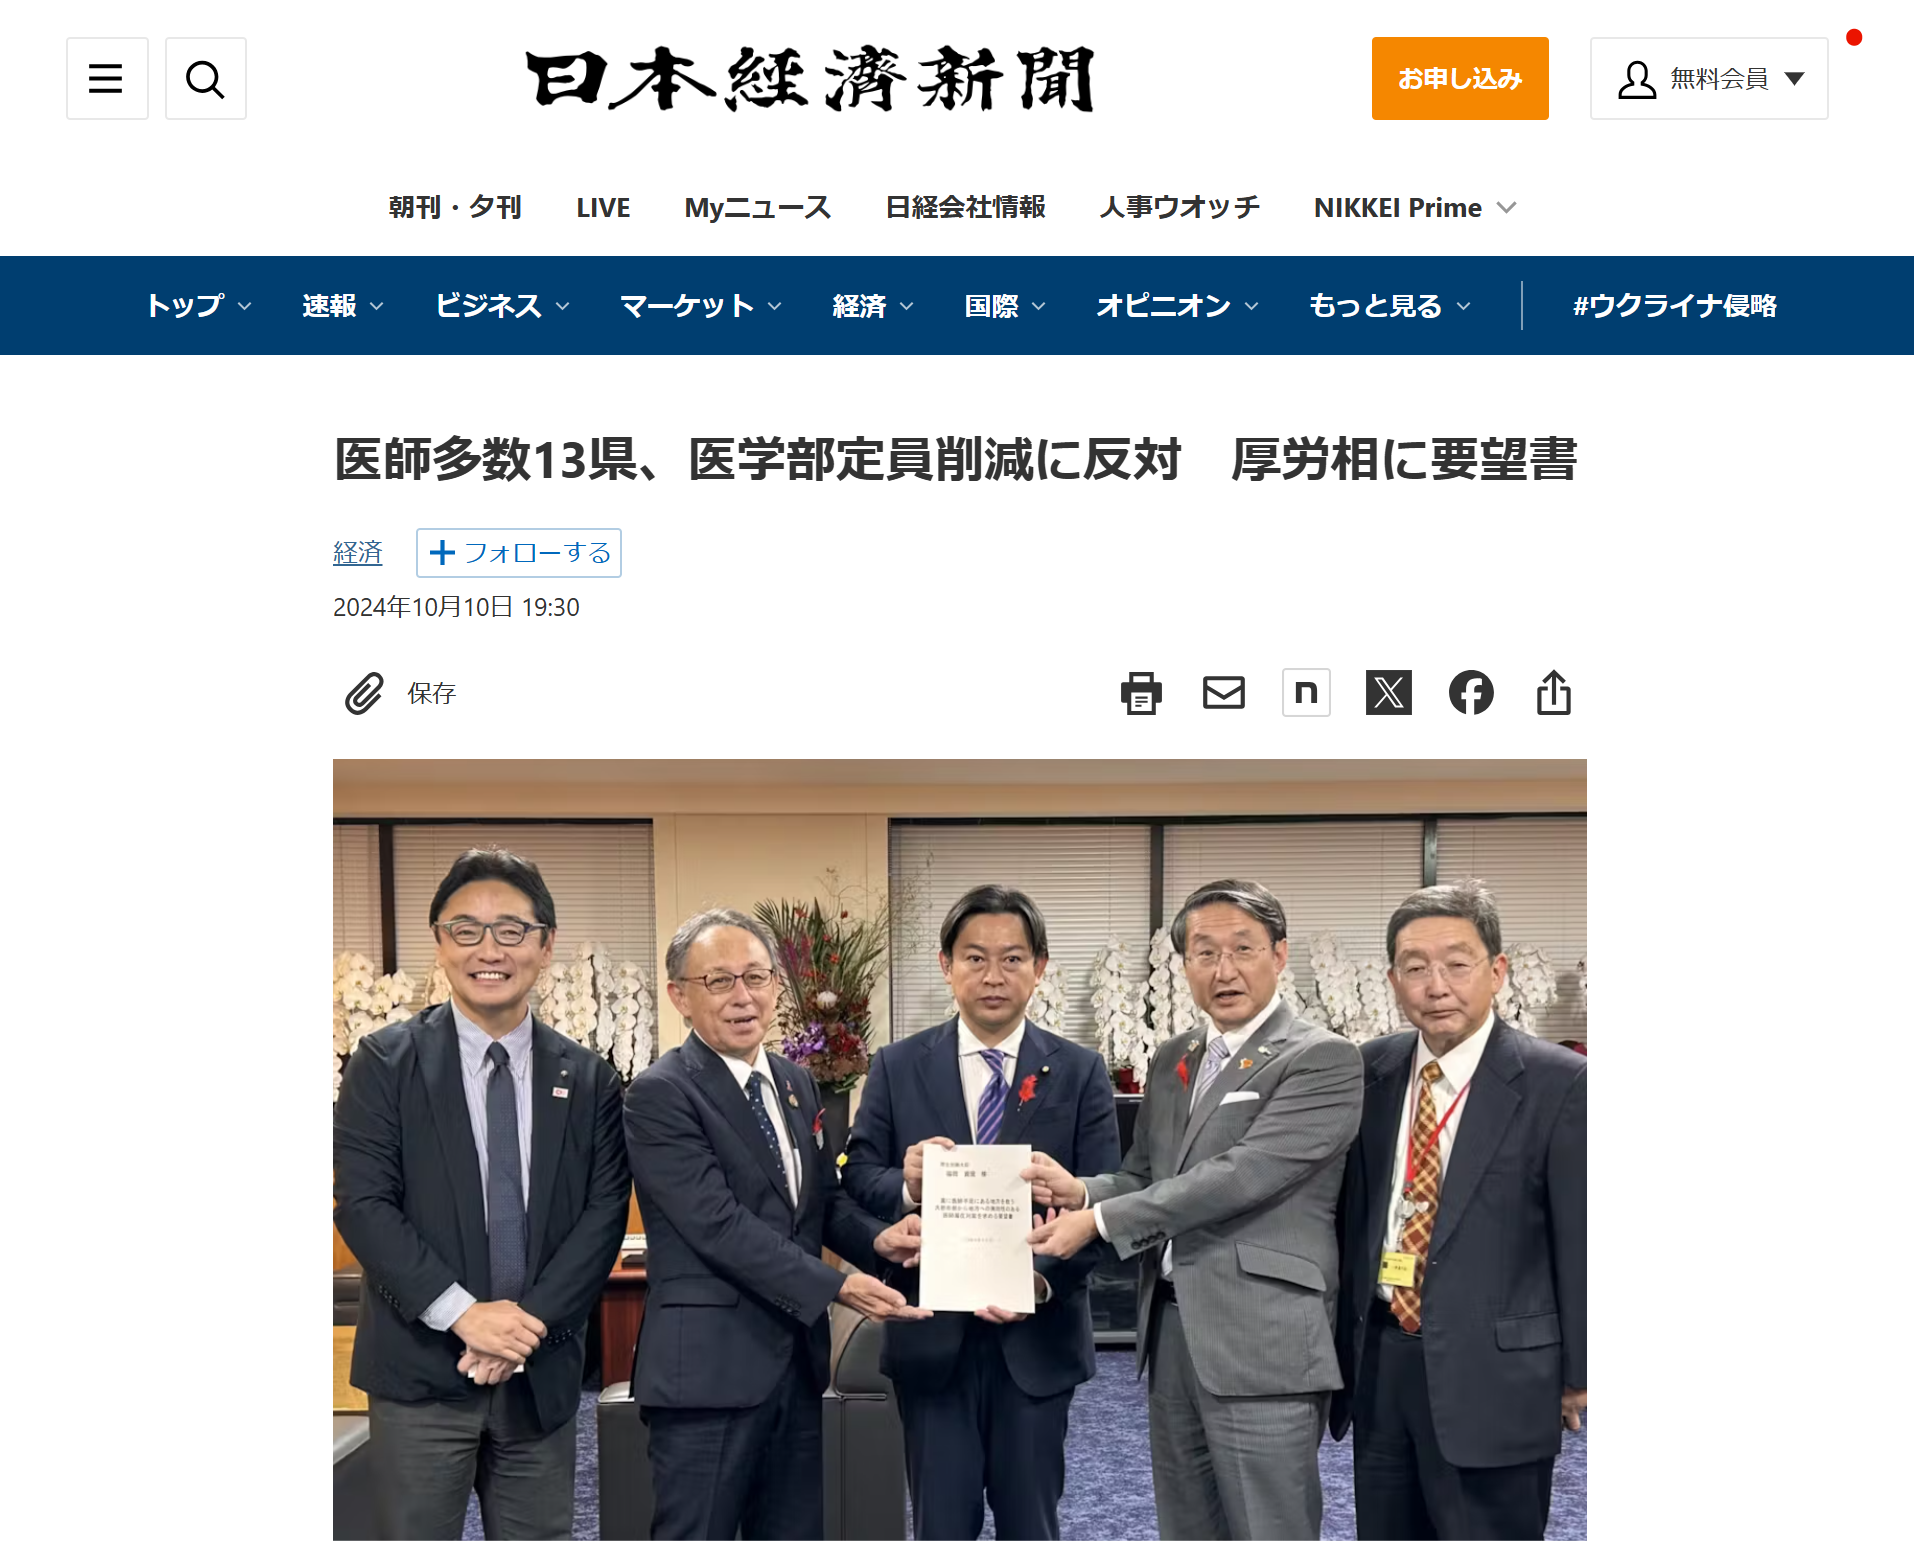 日本経済新聞
お申し込み
無料会員
朝刊・夕刊 LIVE Myニュース 日経会社情報 人事ウオッチ NIKKEI Prime
トップ 速報 ビジネス マーケット 経済 国際 オピニオン もっと見る #ウクライナ侵略
医師多数13県、医学部定員削減に反対　厚労相に要望書
経済 フォローする
2024年10月10日 19:30
保存